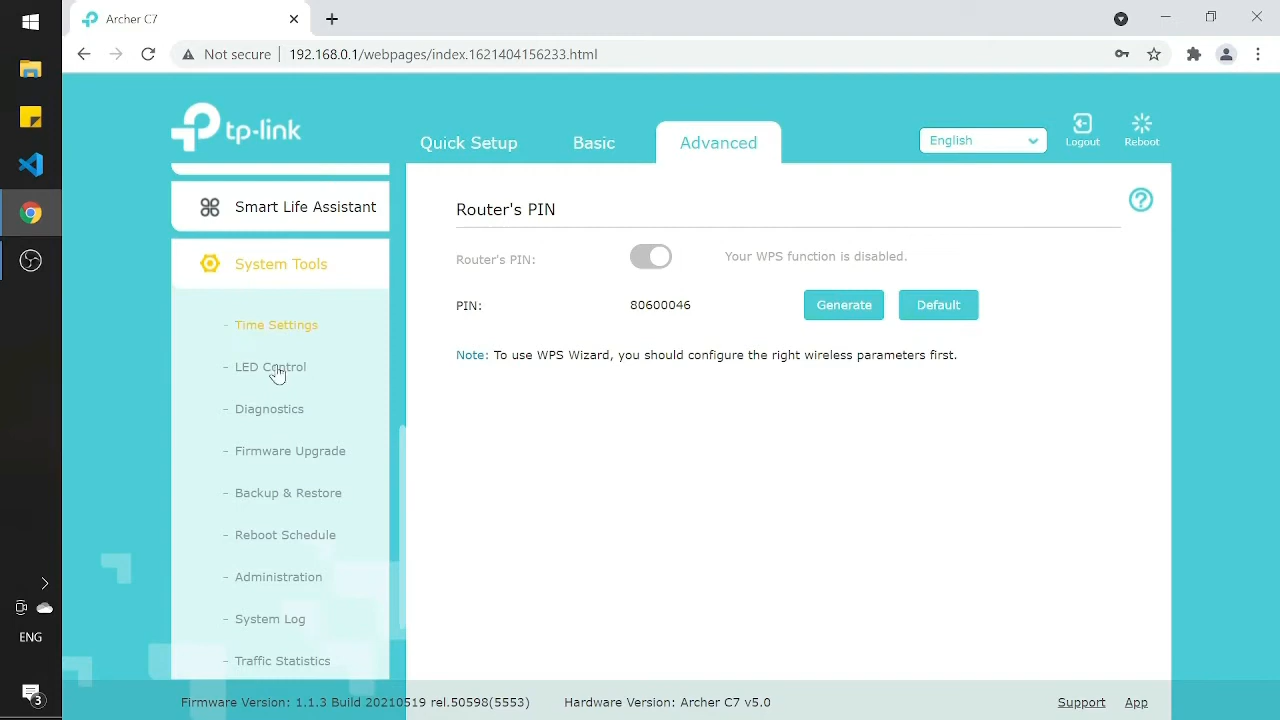 Archer C7
Not secure
192.168.0.1/webpages/index.1621404156233.html
tp-link
Quick Setup
Basic
Advanced
English
Logout
Reboot
Smart Life Assistant
System Tools
- Time Settings
- LED Control
- Diagnostics
- Firmware Upgrade
- Backup & Restore
- Reboot Schedule
- Administration
- System Log
- Traffic Statistics
Router's PIN
Router's PIN:
Your WPS function is disabled.
PIN:
80600046
Generate
Default
Note: To use WPS Wizard, you should configure the right wireless parameters first.
ENG
3
Firmware Version: 1.1.3 Build 20210519 rel.50598(5553)
Hardware Version: Archer C7 v5.0
Support
App